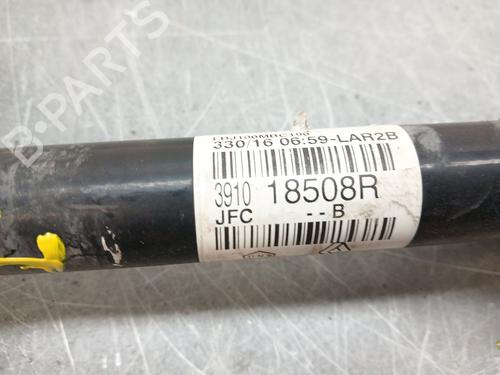 330/16 06:59-LAR2B
3910 18508R
JFC --B
B-PARTS